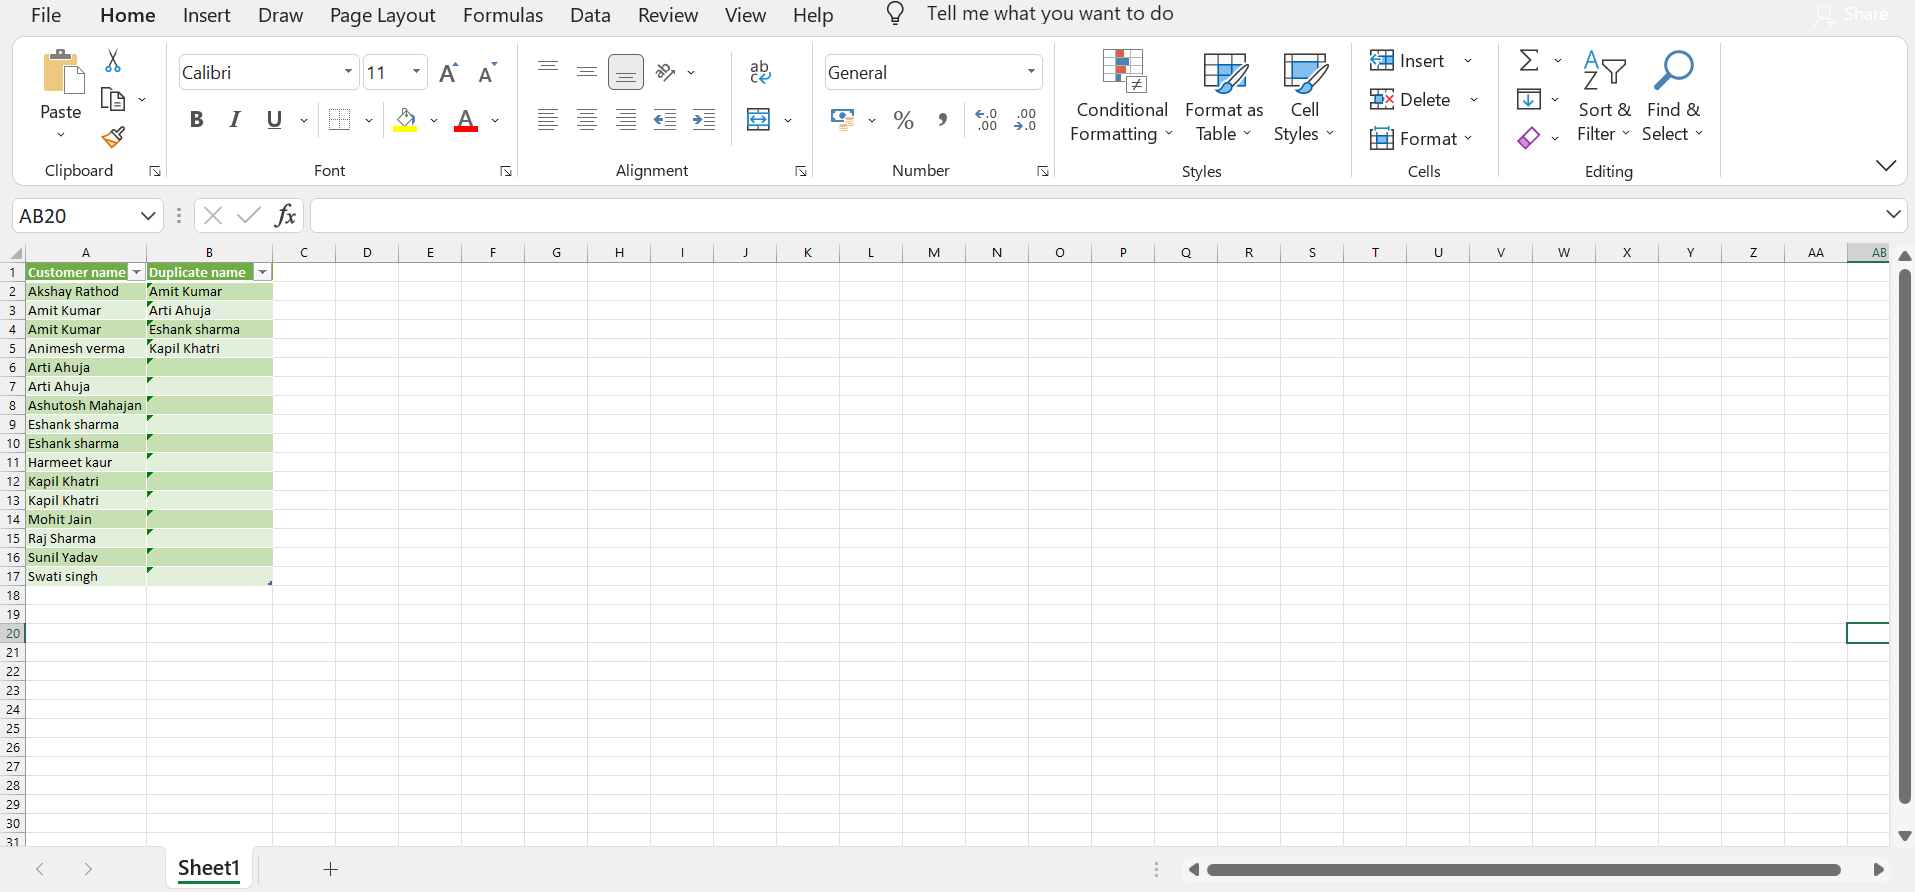 File Home Insert Draw Page Layout Formulas Data Review View Help Tell me what you want to do Share
Calibri 11 A A ab General Insert
Paste Conditional Formatting Format as Table Cell Styles Delete Sort & Filter Find & Select
B I U A % , .0 .00 .00 .0 Format
Clipboard Font Alignment Number Styles Cells Editing
AB20 fx
A B C D E F G H I J K L M N O P Q R S T U V W X Y Z AA AB
1 Customer name Duplicate name
2 Akshay Rathod Amit Kumar
3 Amit Kumar Arti Ahuja
4 Amit Kumar Eshank sharma
5 Animesh verma Kapil Khatri
6 Arti Ahuja
7 Arti Ahuja
8 Ashutosh Mahajan
9 Eshank sharma
10 Eshank sharma
11 Harmeet kaur
12 Kapil Khatri
13 Kapil Khatri
14 Mohit Jain
15 Raj Sharma
16 Sunil Yadav
17 Swati singh
18
19
20
21
22
23
24
25
26
27
28
29
30
31
Sheet1